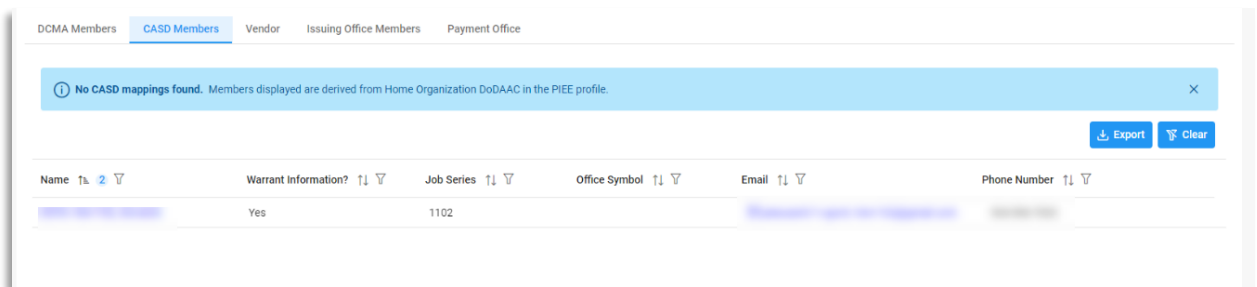 DCMA Members CASD Members Vendor Issuing Office Members Payment Office
No CASD mappings found. Members displayed are derived from Home Organization DoDAAC in the PIEE profile.
Export Clear
Name 2 Warrant Information? Job Series Office Symbol Email Phone Number
Yes 1102